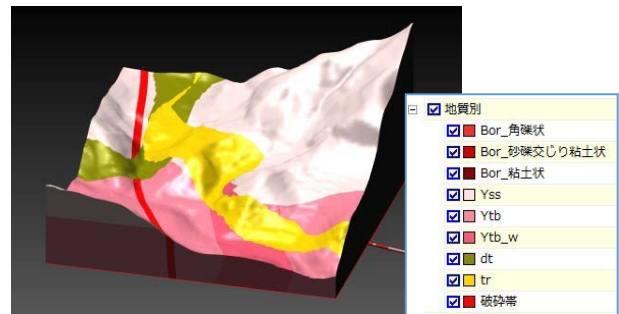 地質別
Bor_角礫状
Bor_砂礫交じり粘土状
Bor_粘土状
Yss
Ytb
Ytb_w
dt
tr
破砕帯